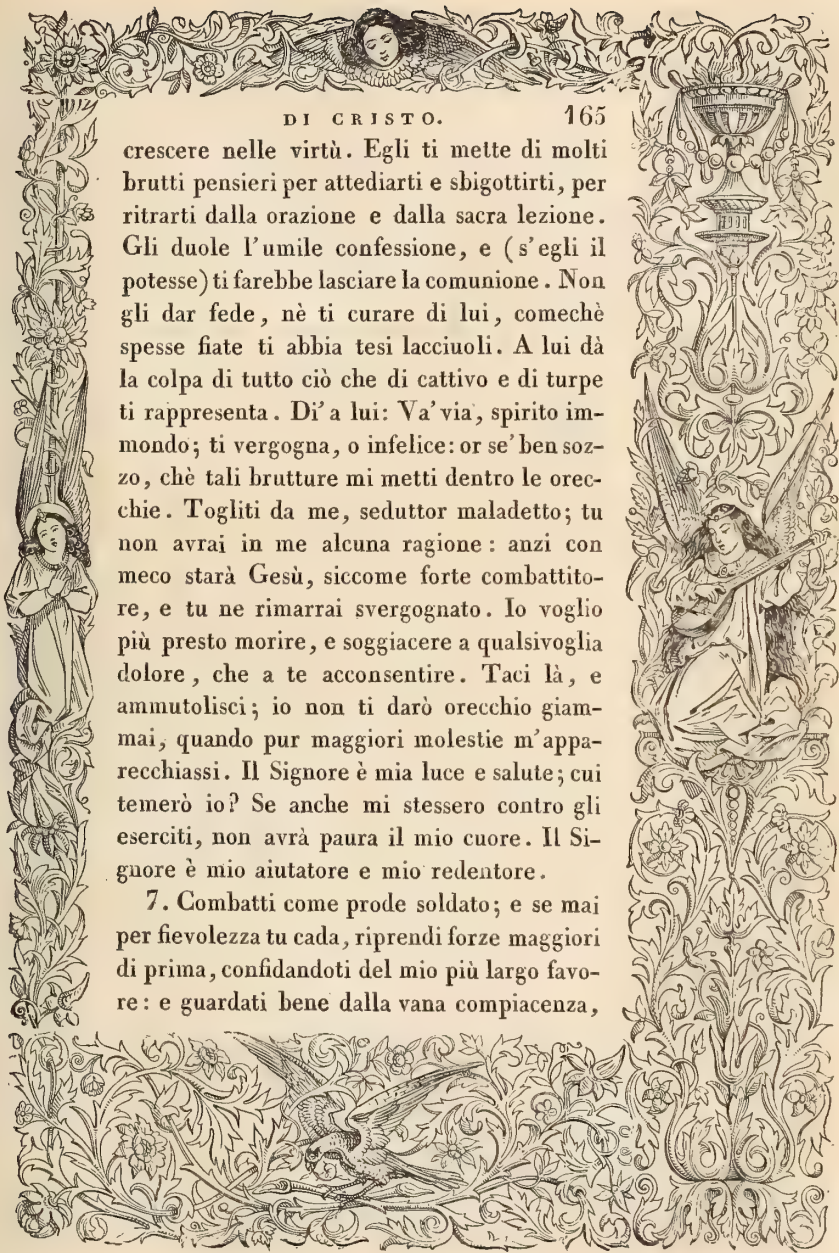 DI CRISTO. 165
crescere nelle virtù. Egli ti mette di molti
brutti pensieri per attediarti e sbigottirti, per
ritrarti dalla orazione e dalla sacra lezione.
Gli duole l'umile confessione, e (s'egli il
potesse) ti farebbe lasciare la comunione. Non
gli dar fede, nè ti curare di lui, comechè
spesse fiate ti abbia tesi lacciuoli. A lui dà
la colpa di tutto ciò che di cattivo e di turpe
ti rappresenta. Di' a lui: Va' via, spirito im-
mondo; ti vergogna, o infelice: or se' ben soz-
zo, chè tali brutture mi metti dentro le orec-
chie. Togliti da me, seduttor maladetto; tu
non avrai in me alcuna ragione: anzi con
meco starà Gesù, siccome forte combattito-
re, e tu ne rimarrai svergognato. Io voglio
più presto morire, e soggiacere a qualsivoglia
dolore, che a te acconsentire. Taci là, e
ammutolisci; io non ti darò orecchio giam-
mai, quando pur maggiori molestie m'appa-
recchiassi. Il Signore è mia luce e salute; cui
temerò io? Se anche mi stessero contro gli
eserciti, non avrà paura il mio cuore. Il Si-
gnore è mio aiutatore e mio redentore.
7. Combatti come prode soldato; e se mai
per fievolezza tu cada, riprendi forze maggiori
di prima, confidandoti del mio più largo favo-
re: e guardati bene dalla vana compiacenza,